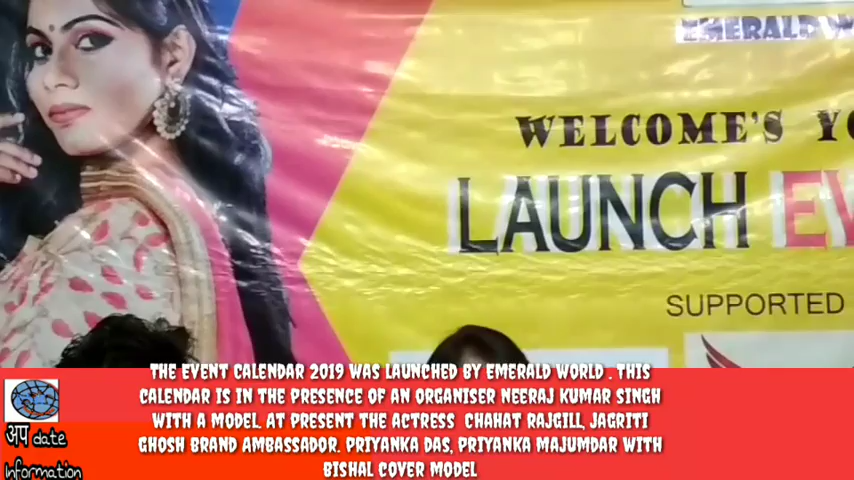 EMERALD W
WELCOME'S YO
LAUNCH EV
SUPPORTED
THE EVENT CALENDAR 2019 WAS LAUNCHED BY EMERALD WORLD . THIS
CALENDAR IS IN THE PRESENCE OF AN ORGANISER NEERAJ KUMAR SINGH
WITH A MODEL. AT PRESENT THE ACTRESS CHAHAT RAJGILL, JAGRITI
GHOSH BRAND AMBASSADOR. PRIYANKA DAS, PRIYANKA MAJUMDAR WITH
BISHAL COVER MODEL
अप date
Information